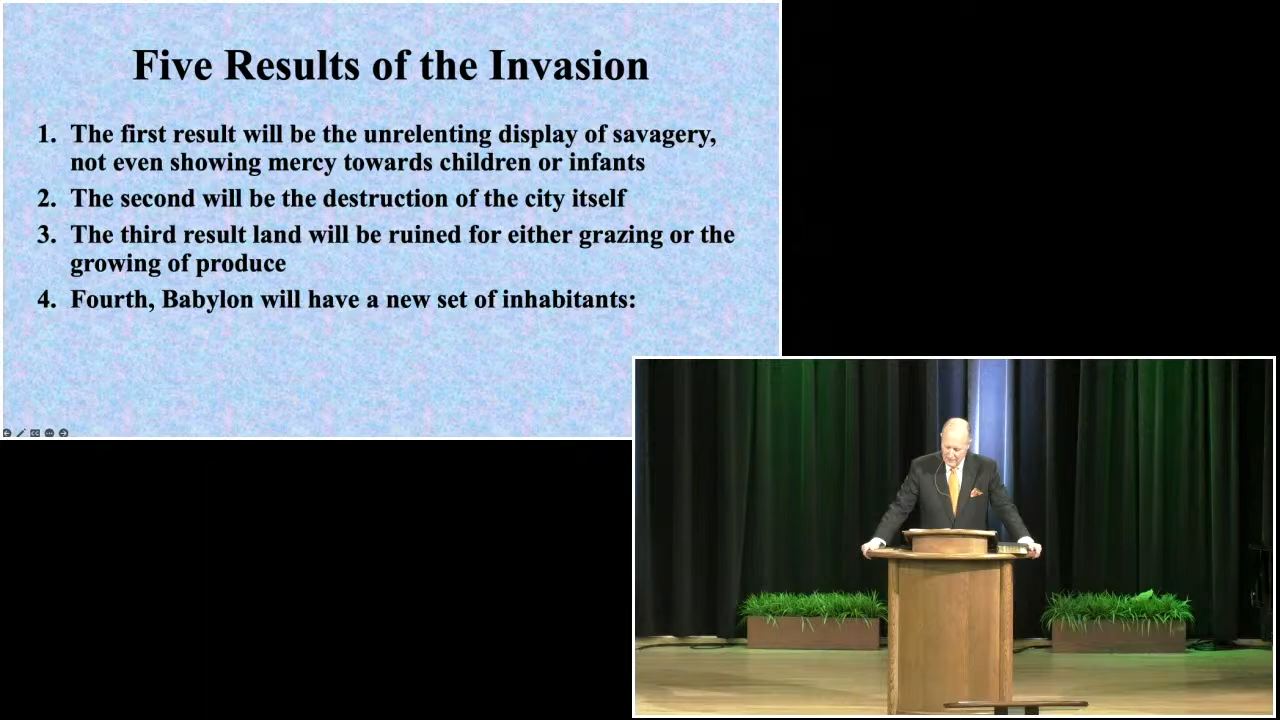 Five Results of the Invasion
1. The first result will be the unrelenting display of savagery,
not even showing mercy towards children or infants
2. The second will be the destruction of the city itself
3. The third result land will be ruined for either grazing or the
growing of produce
4. Fourth, Babylon will have a new set of inhabitants: